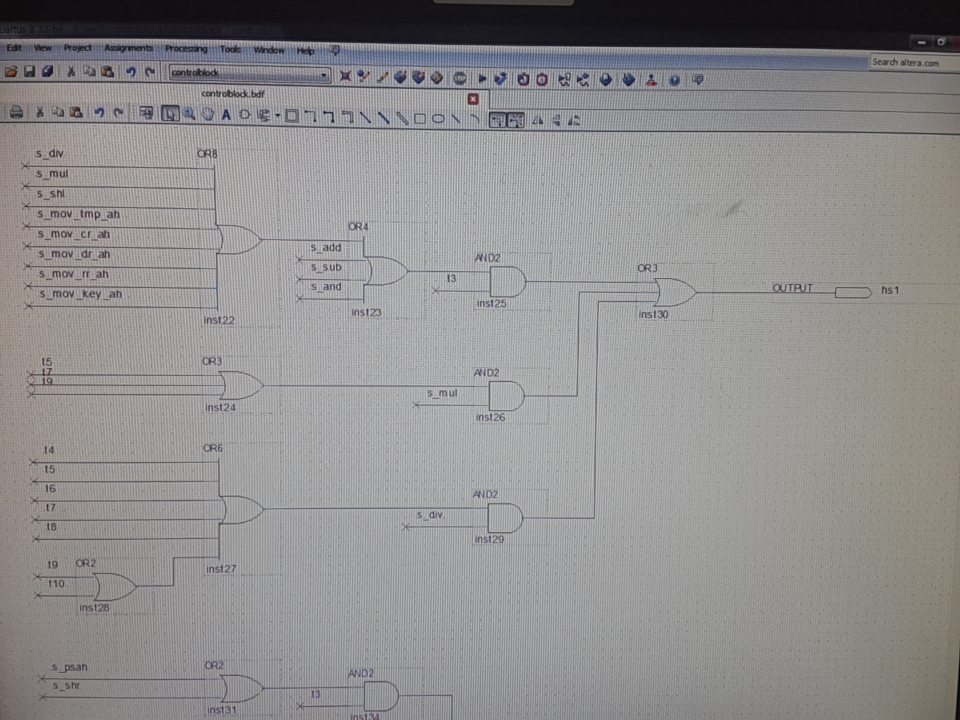 Edit View Project Assignments Processing Tools Window Help
Search altera.com
controlblock
controlblock.bdf
s_div
OR8
s_mul
s_shl
s_mov_tmp_ah
s_mov_cr_ah
s_mov_dr_ah
s_mov_rr_ah
s_mov_key_ah
inst22
OR4
s_add
s_sub
s_and
inst23
AND2
t3
inst25
OR3
inst30
OUTPUT
hs1
t5
t7
t9
OR3
inst24
AND2
s_mul
inst26
t4
OR6
t5
t6
t7
t8
inst27
AND2
s_div
inst29
t9
OR2
t10
inst28
s_psah
OR2
s_shr
inst31
AND2
t3
inst34